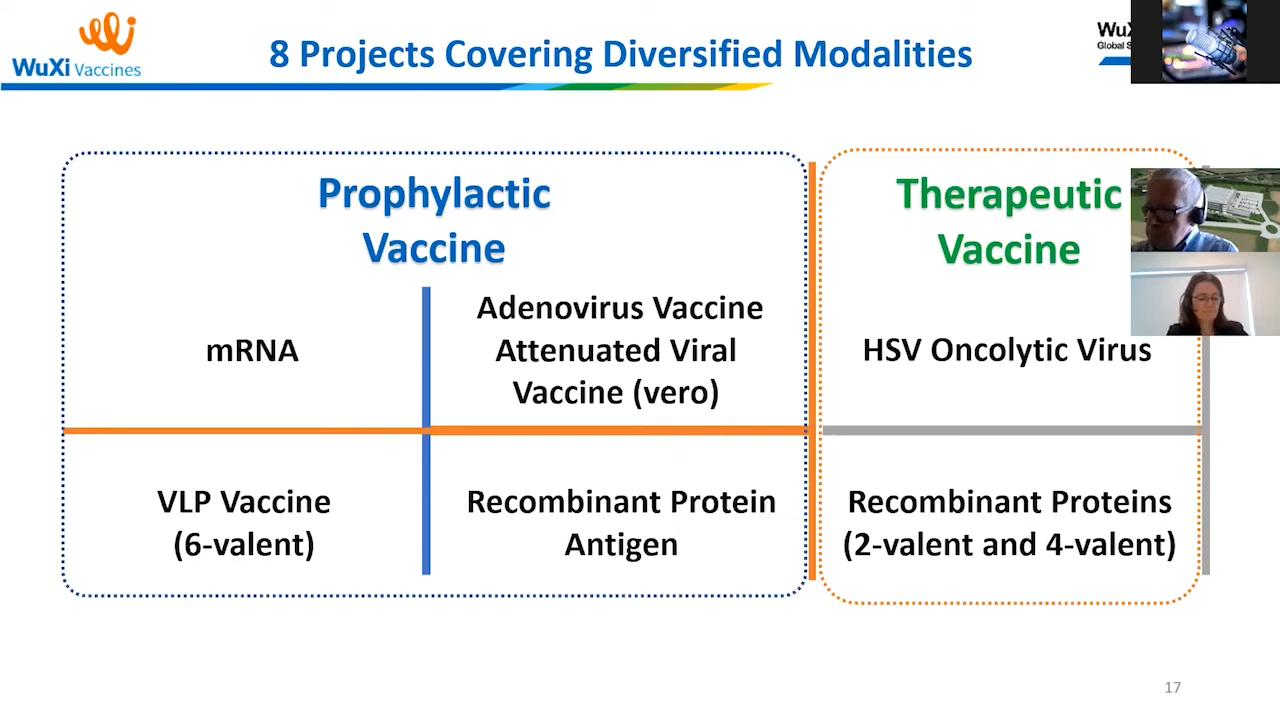 WuXi Vaccines
8 Projects Covering Diversified Modalities
Global
Prophylactic
Vaccine
mRNA
Adenovirus Vaccine
Attenuated Viral
Vaccine (vero)
VLP Vaccine
(6-valent)
Recombinant Protein
Antigen
Therapeutic
Vaccine
HSV Oncolytic Virus
Recombinant Proteins
(2-valent and 4-valent)
17